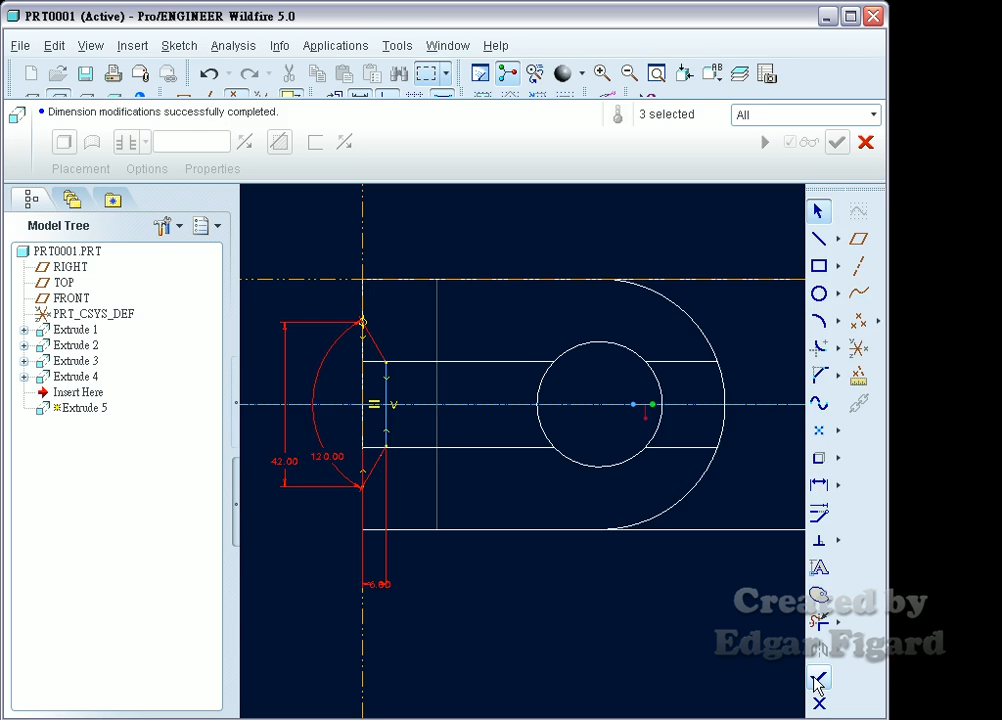 PRT0001 (Active) - Pro/ENGINEER Wildfire 5.0
File Edit View Insert Sketch Analysis Info Applications Tools Window Help
Dimension modifications successfully completed.
3 selected
All
Placement Options Properties
Model Tree
PRT0001.PRT
RIGHT
TOP
FRONT
PRT_CSYS_DEF
Extrude 1
Extrude 2
Extrude 3
Extrude 4
Insert Here
Extrude 5
V
42.00
120.00
6.00
Created by
Edgar Figard